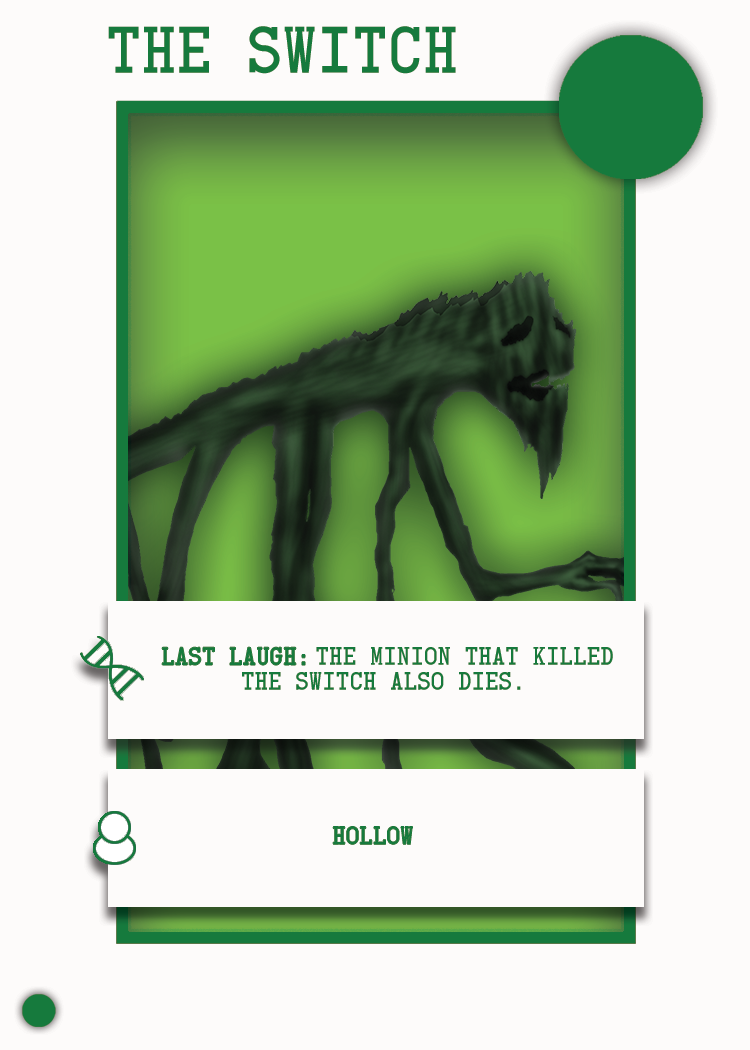 THE SWITCH
LAST LAUGH: THE MINION THAT KILLED
THE SWITCH ALSO DIES.
HOLLOW